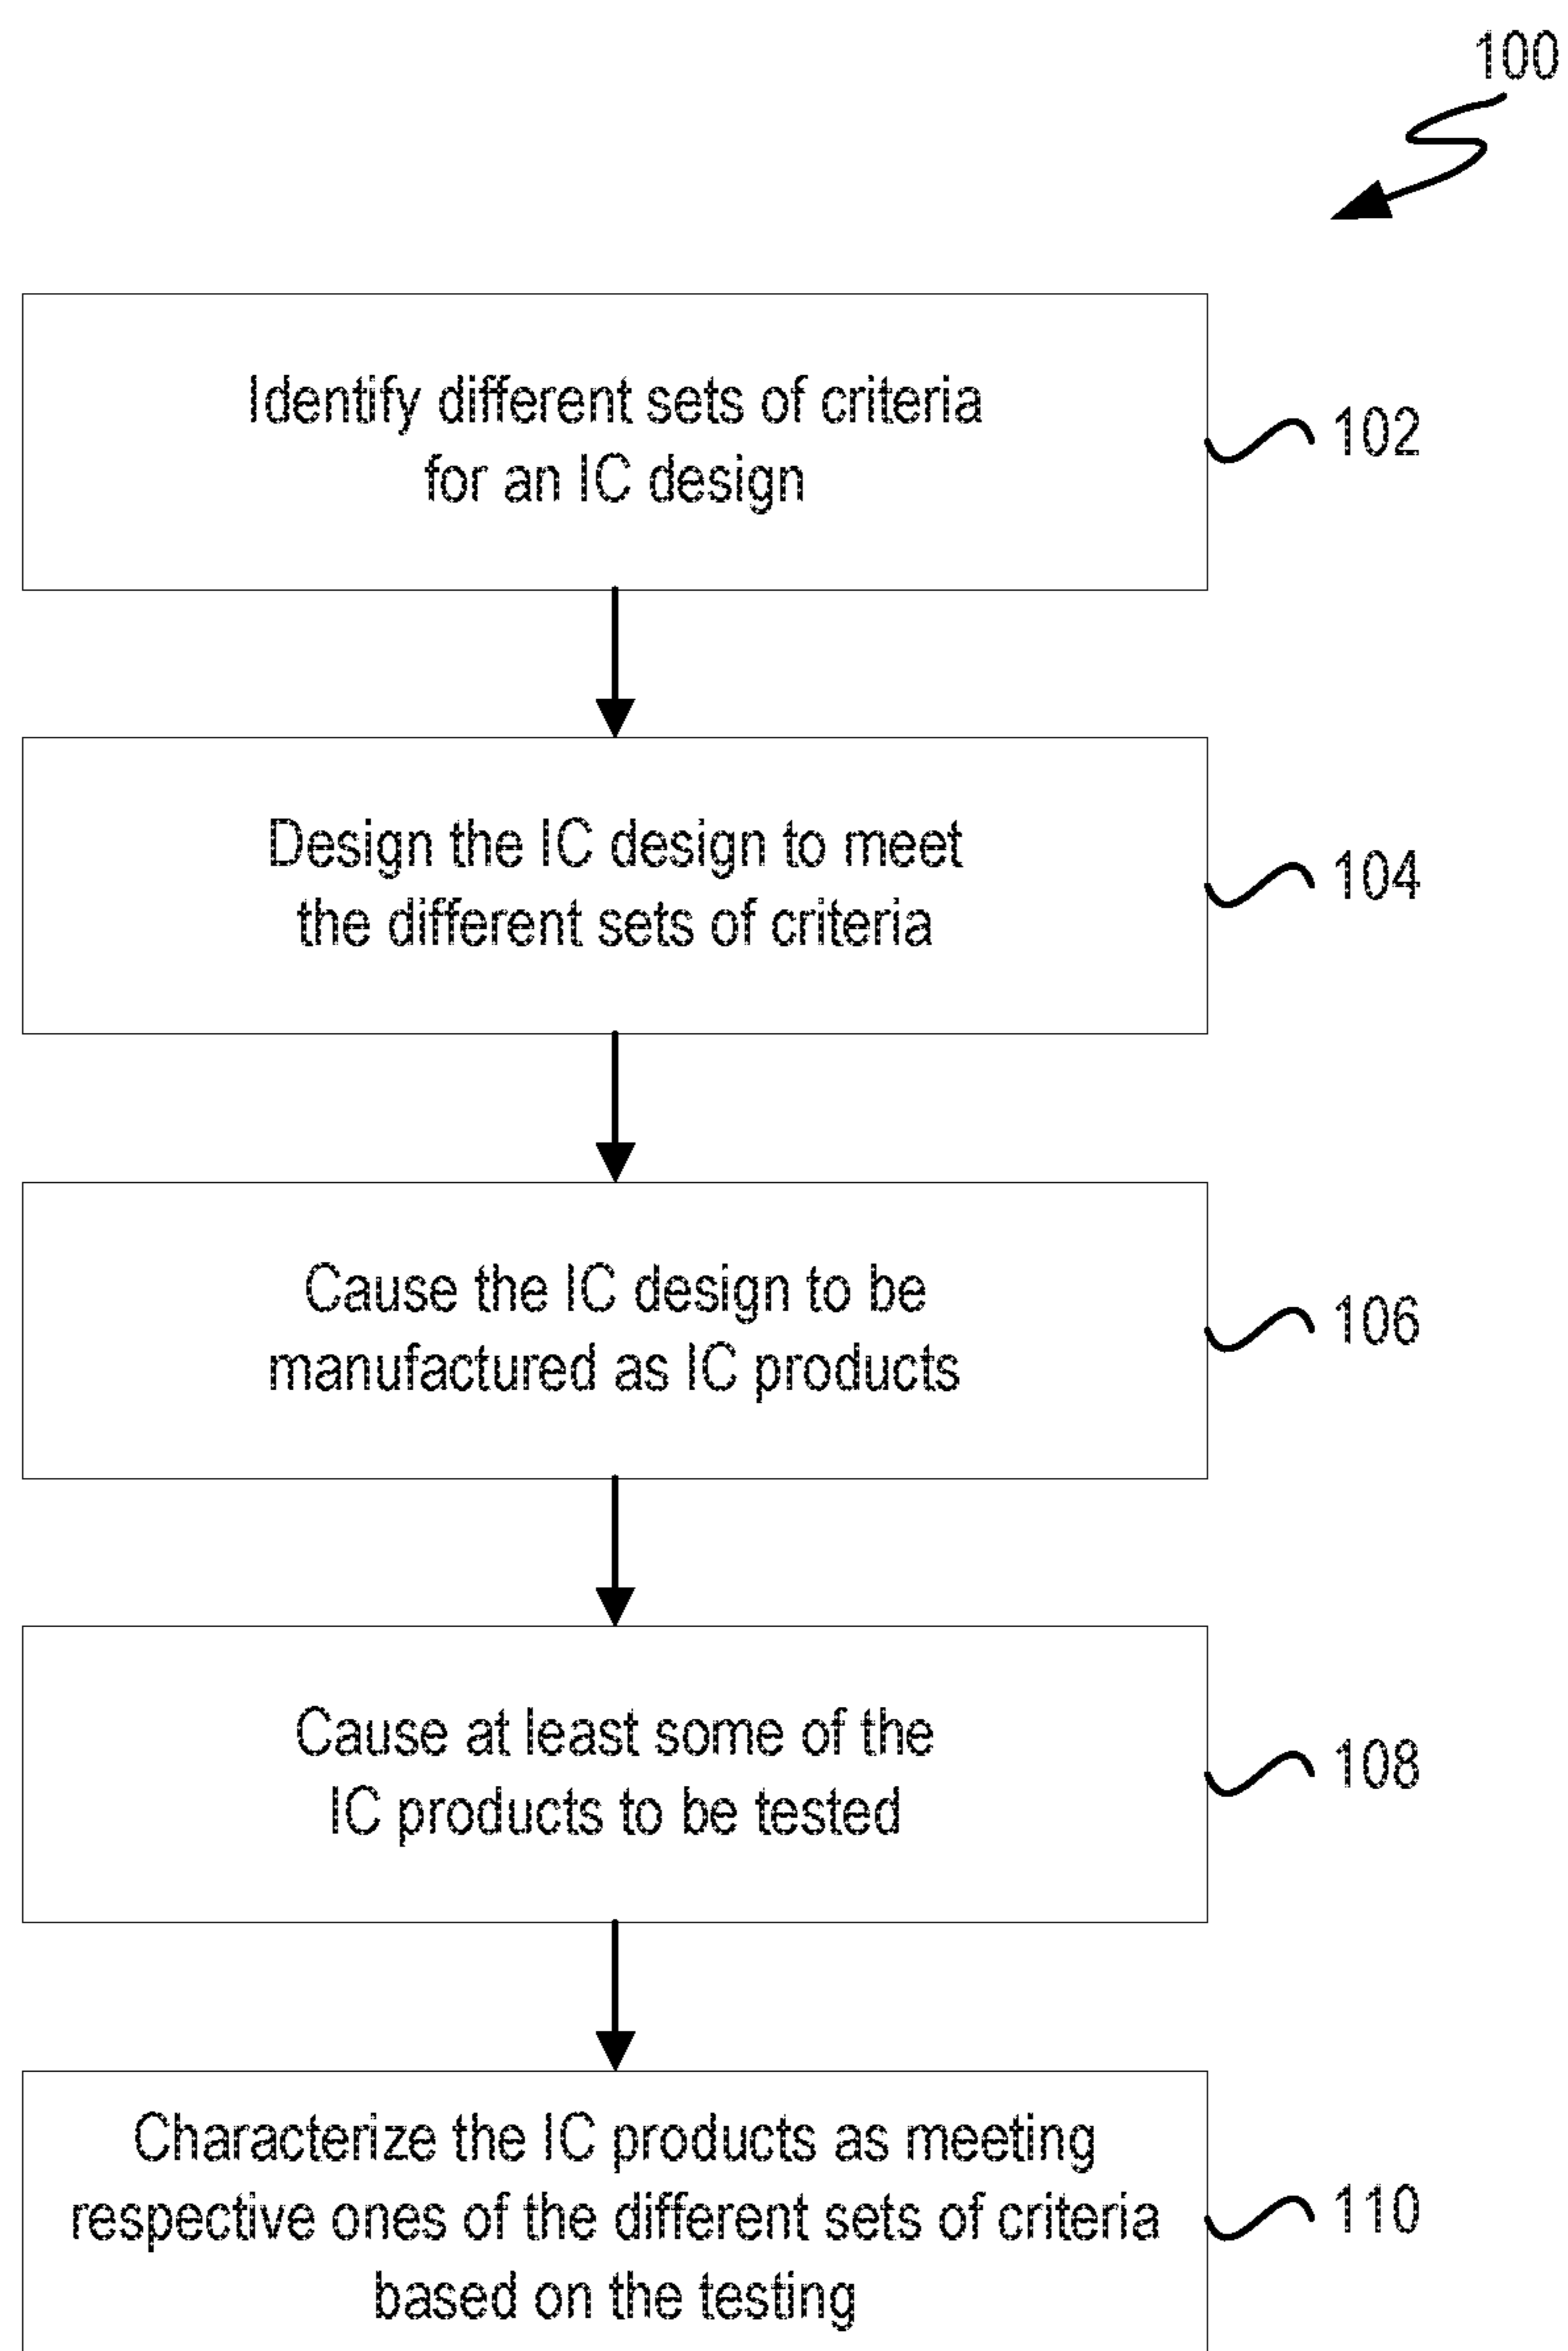 100
Identify different sets of criteria
for an IC design
102
Design the IC design to meet
the different sets of criteria
104
Cause the IC design to be
manufactured as IC products
106
Cause at least some of the
IC products to be tested
108
Characterize the IC products as meeting
respective ones of the different sets of criteria
based on the testing
110